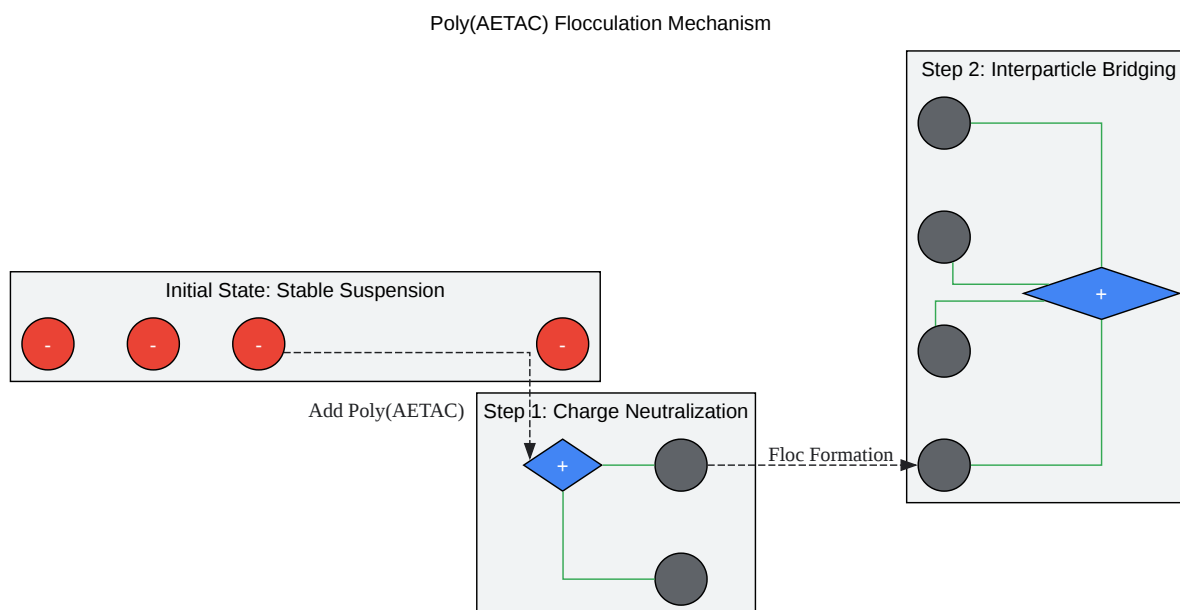 Poly(AETAC) Flocculation Mechanism
Step 2: Interparticle Bridging
Initial State: Stable Suspension
- - - -
+
Add Poly(AETAC)
Step 1: Charge Neutralization
+
Floc Formation